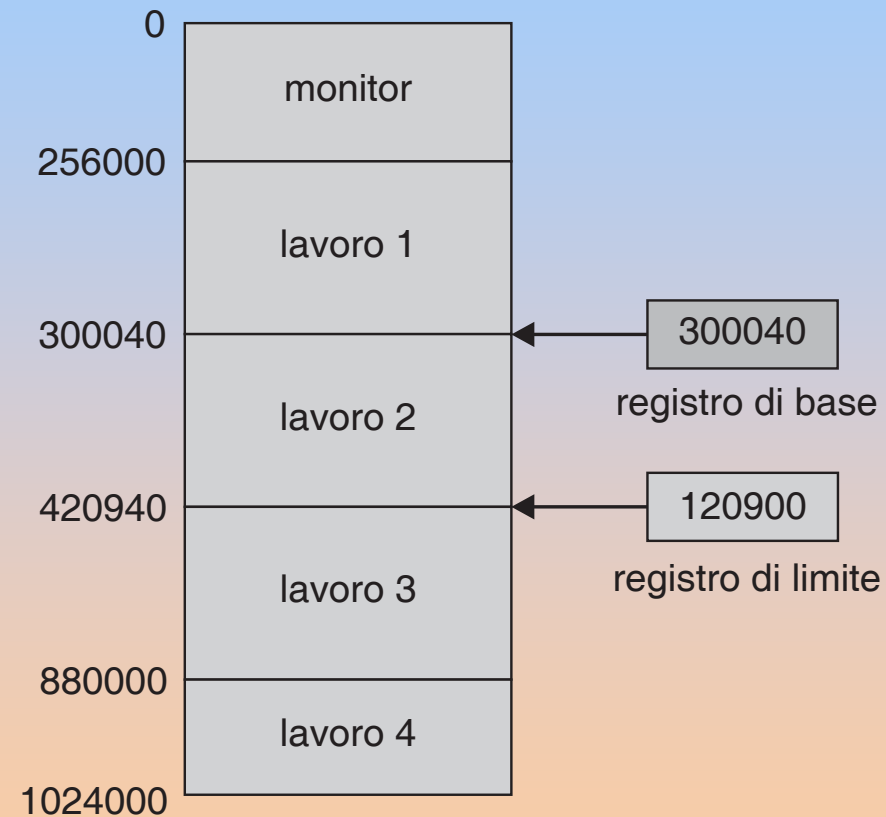 0
monitor
256000
lavoro 1
300040
300040
registro di base
lavoro 2
420940
120900
registro di limite
lavoro 3
880000
lavoro 4
1024000